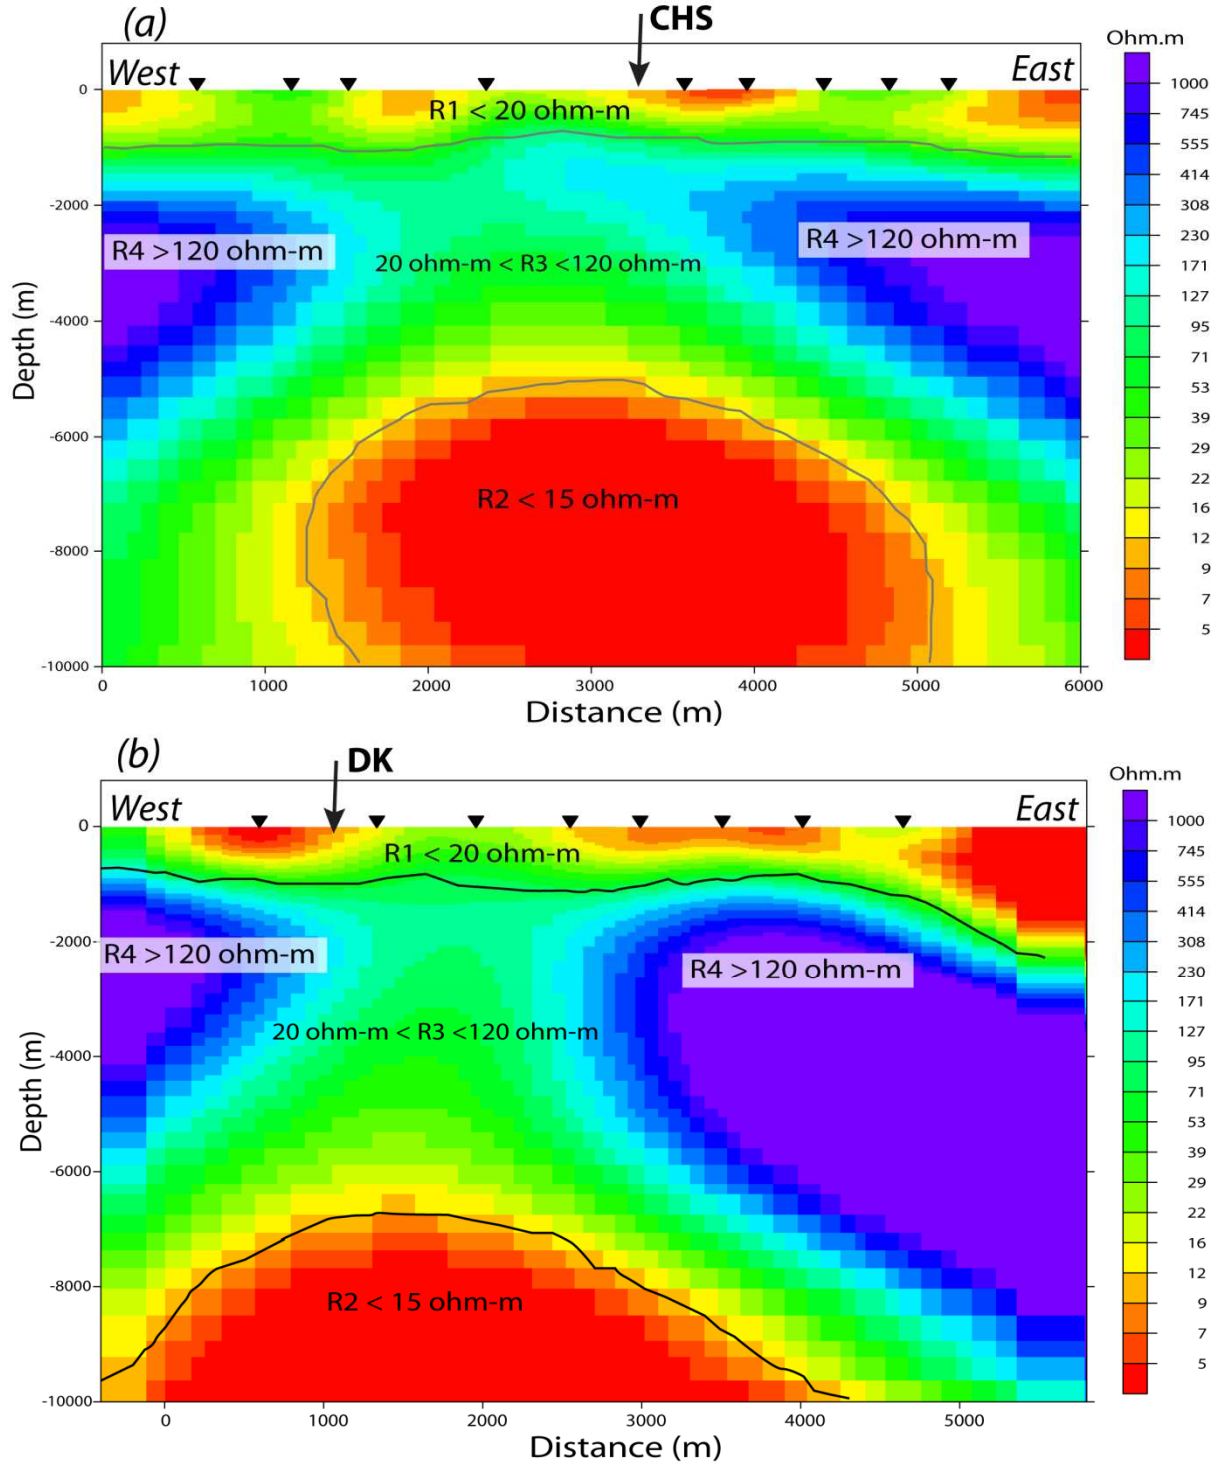 (a)
CHS
Ohm.m
West
East
R1 < 20 ohm-m
R4 >120 ohm-m
R4 >120 ohm-m
20 ohm-m < R3 <120 ohm-m
R2 < 15 ohm-m
0
-2000
-4000
-6000
-8000
-10000
Depth (m)
0 1000 2000 3000 4000 5000 6000
Distance (m)
1000
745
555
414
308
230
171
127
95
71
53
39
29
22
16
12
9
7
5
(b)
DK
Ohm.m
West
East
R1 < 20 ohm-m
R4 >120 ohm-m
R4 >120 ohm-m
20 ohm-m < R3 <120 ohm-m
R2 < 15 ohm-m
0
-2000
-4000
-6000
-8000
-10000
Depth (m)
0 1000 2000 3000 4000 5000
Distance (m)
1000
745
555
414
308
230
171
127
95
71
53
39
29
22
16
12
9
7
5